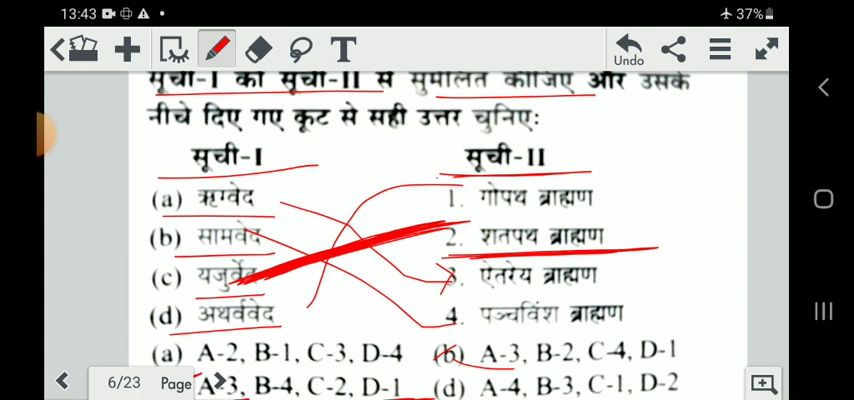 13:43 37%
Undo
सूची-I को सूची-II से सुमेलित कीजिए और उसके
नीचे दिए गए कूट से सही उत्तर चुनिए:
सूची-I सूची-II
(a) ऋग्वेद 1. गोपथ ब्राह्मण
(b) सामवेद 2. शतपथ ब्राह्मण
(c) यजुर्वेद 3. ऐतरेय ब्राह्मण
(d) अथर्ववेद 4. पञ्चविंश ब्राह्मण
(a) A-2, B-1, C-3, D-4 (b) A-3, B-2, C-4, D-1
6/23 Page A-3, B-4, C-2, D-1 (d) A-4, B-3, C-1, D-2